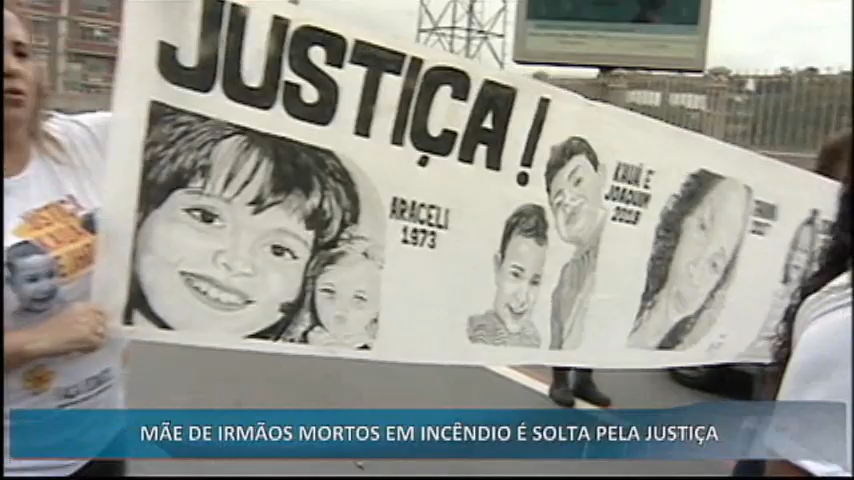 JUSTIÇA!
ARACELI
1973
KAUÃ E
JOAQUIM
2018
MÃE DE IRMÃOS MORTOS EM INCÊNDIO É SOLTA PELA JUSTIÇA